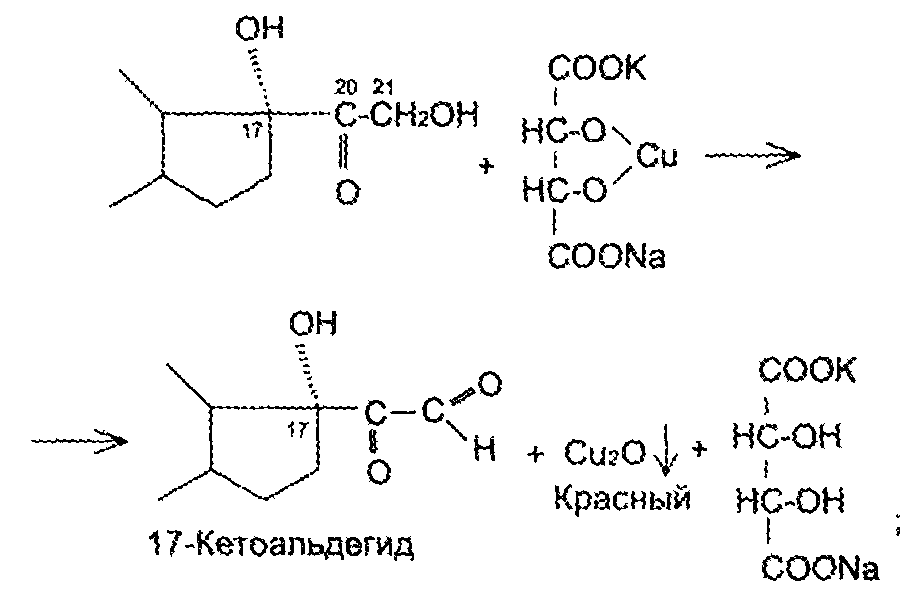 OH
COOK
20 21
C-CH₂OH
17
O
+
HC-O
Cu
HC-O
COONa
OH
COOK
O
C-C
17
H
O
+ Cu₂O↓ +
HC-OH
Красный
HC-OH
;
17-Кетоальдегид
COONa